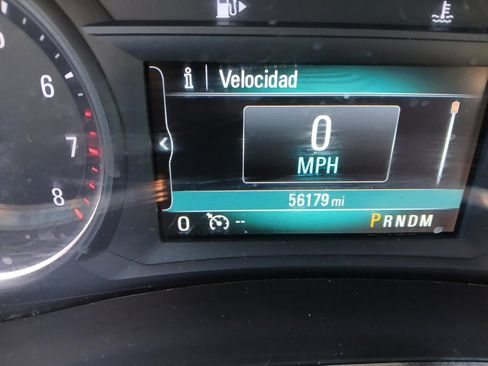 Velocidad
6
0
7
MPH
8
56179 mi
0 -- PRNDM